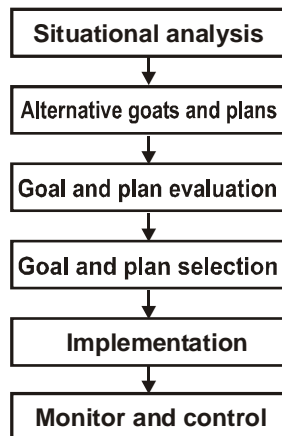 Situational analysis
Alternative goats and plans
Goal and plan evaluation
Goal and plan selection
Implementation
Monitor and control